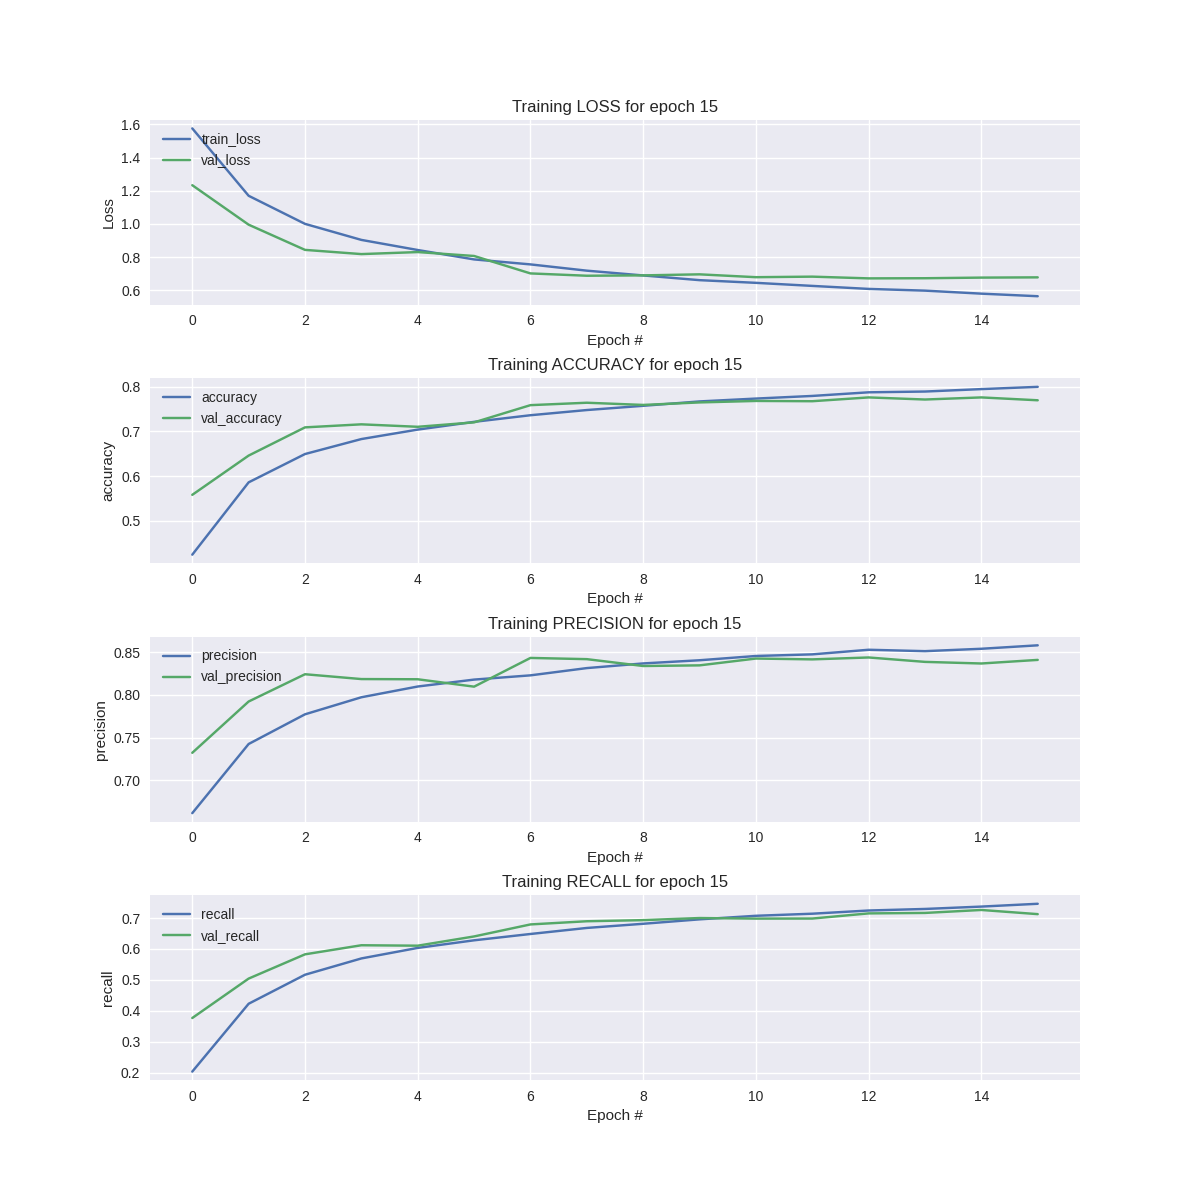 Training LOSS for epoch 15
1.6
1.4
1.2
1.0
0.8
0.6
Loss
train_loss
val_loss
0 2 4 6 8 10 12 14
Epoch #
Training ACCURACY for epoch 15
0.8
0.7
0.6
0.5
accuracy
accuracy
val_accuracy
0 2 4 6 8 10 12 14
Epoch #
Training PRECISION for epoch 15
0.85
0.80
0.75
0.70
precision
precision
val_precision
0 2 4 6 8 10 12 14
Epoch #
Training RECALL for epoch 15
0.7
0.6
0.5
0.4
0.3
0.2
recall
recall
val_recall
0 2 4 6 8 10 12 14
Epoch #